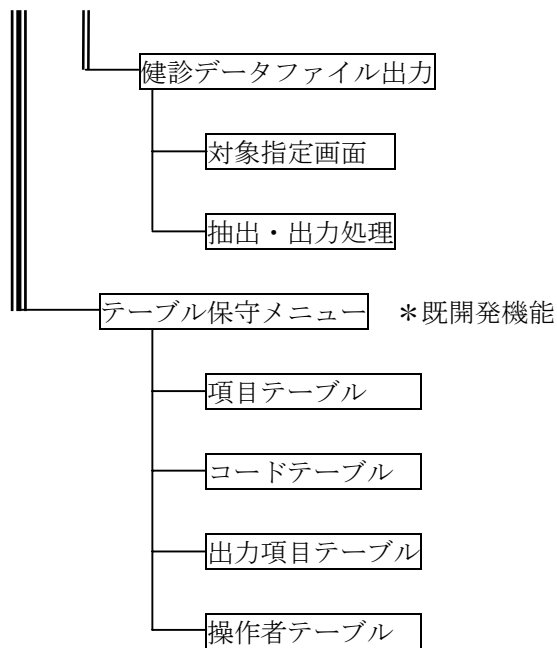 健診データファイル出力
対象指定画面
抽出・出力処理
テーブル保守メニュー　＊既開発機能
項目テーブル
コードテーブル
出力項目テーブル
操作者テーブル